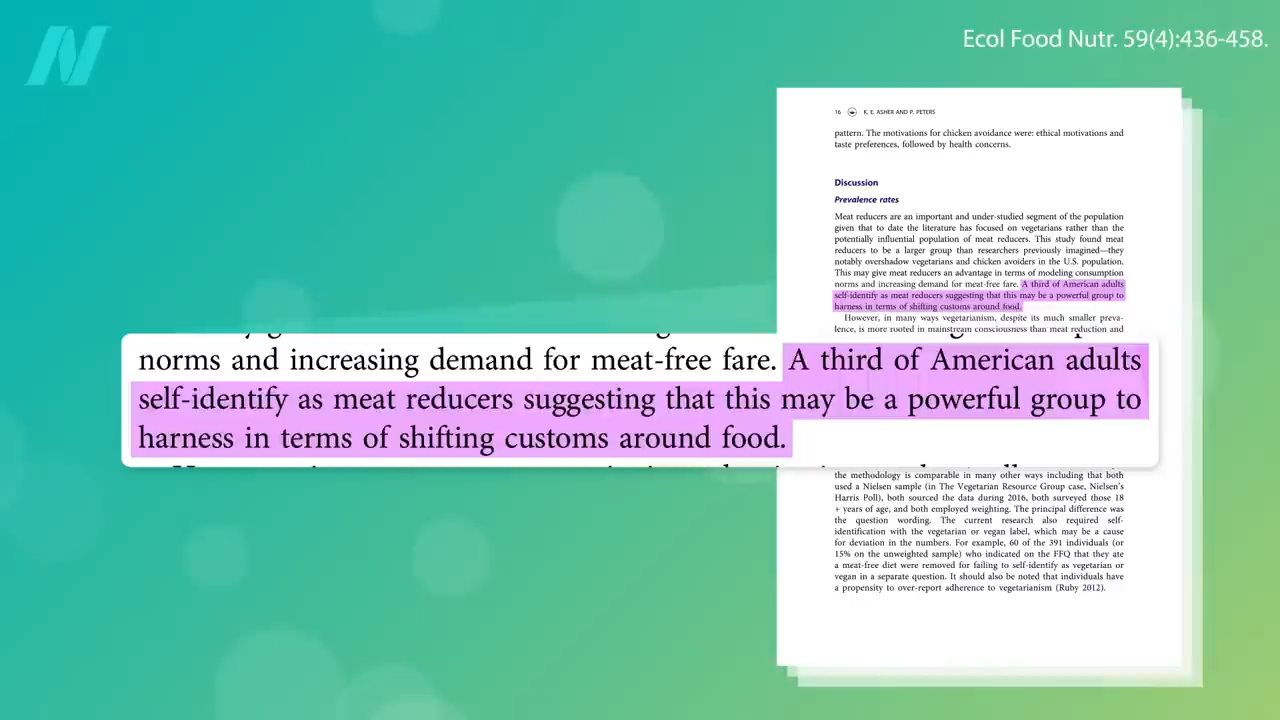 Ecol Food Nutr. 59(4):436-458.
16 K. E. ASHER AND P. PETERS
pattern. The motivations for chicken avoidance were: ethical motivations and
taste preferences, followed by health concerns.
Discussion
Prevalence rates
Meat reducers are an important and under-studied segment of the population
given that to date the literature has focused on vegetarians rather than the
potentially influential population of meat reducers. This study found meat
reducers to be a larger group than researchers previously imagined—they
notably overshadow vegetarians and chicken avoiders in the U.S. population.
This may give meat reducers an advantage in terms of modeling consumption
norms and increasing demand for meat-free fare. A third of American adults
self-identify as meat reducers suggesting that this may be a powerful group to
harness in terms of shifting customs around food.
However, in many ways vegetarianism, despite its much smaller preva-
lence, is more rooted in mainstream consciousness than meat reduction and
norms and increasing demand for meat-free fare. A third of American adults
self-identify as meat reducers suggesting that this may be a powerful group to
harness in terms of shifting customs around food.
the methodology is comparable in many other ways including that both
used a Nielsen sample (in The Vegetarian Resource Group case, Nielsen's
Harris Poll), both sourced the data during 2016, both surveyed those 18
+ years of age, and both employed weighting. The principal difference was
the question wording. The current research also required self-
identification with the vegetarian or vegan label, which may be a cause
for deviation in the numbers. For example, 60 of the 391 individuals (or
15% on the unweighted sample) who indicated on the FFQ that they ate
a meat-free diet were removed for failing to self-identify as vegetarian or
vegan in a separate question. It should also be noted that individuals have
a propensity to over-report adherence to vegetarianism (Ruby 2012).